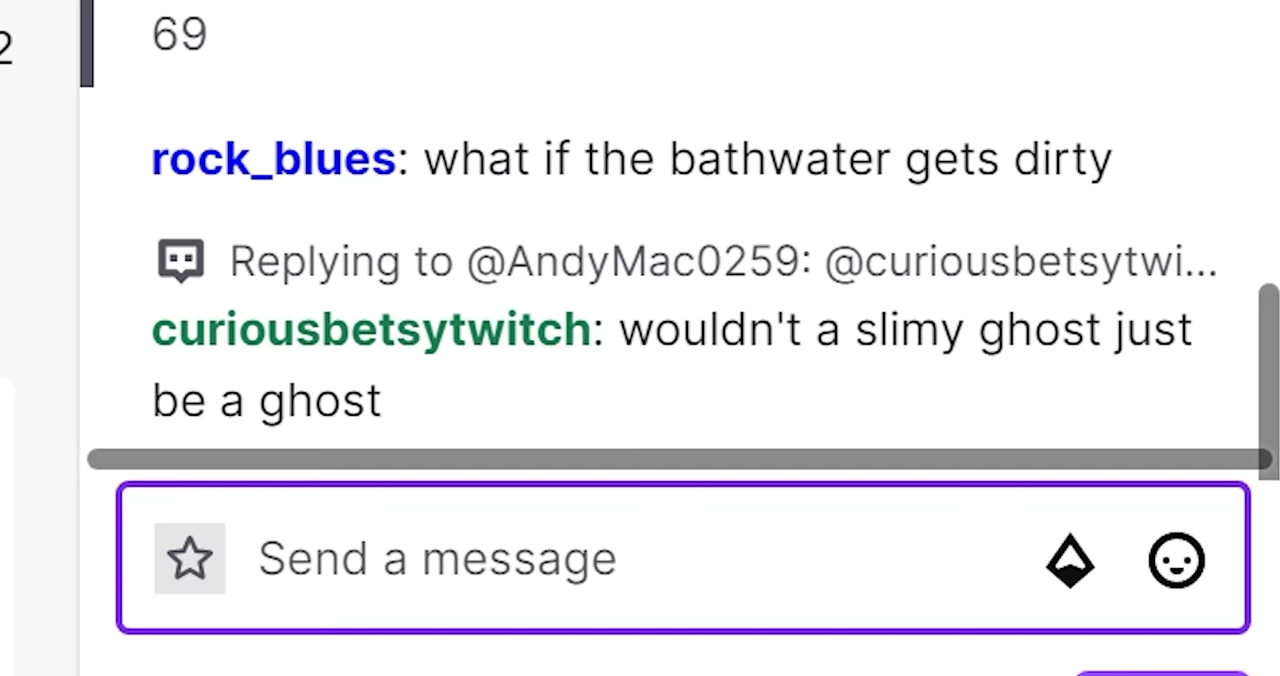 2
69
rock_blues: what if the bathwater gets dirty
Replying to @AndyMac0259: @curiousbetsytwi...
curiousbetsytwitch: wouldn't a slimy ghost just
be a ghost
Send a message